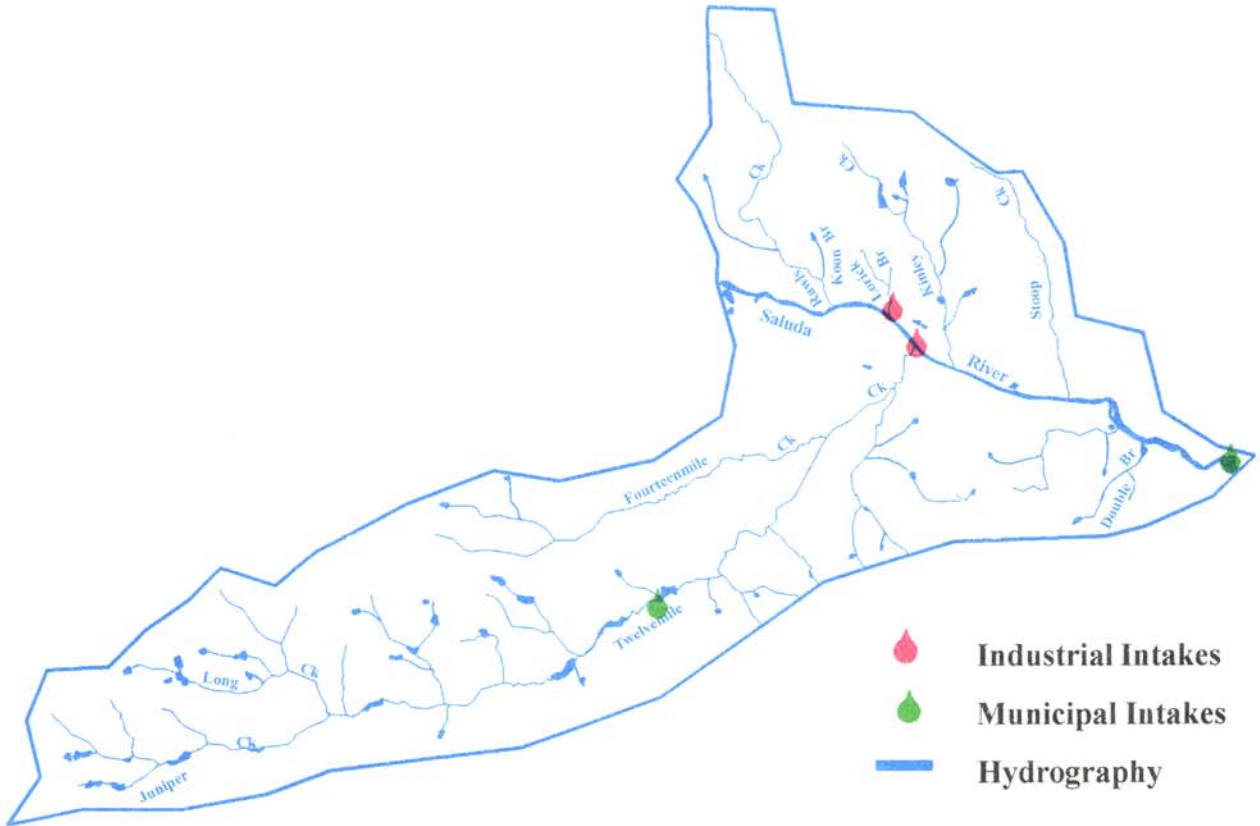 Ck
Ck
Ck
Rawls
Koon Br
Lorick Br
Kinley
Stoop
Saluda
River
Ck
Ck
Fourteenmile
Double Br
Twelvemile
Long
Ck
Ck
Juniper
Industrial Intakes
Municipal Intakes
Hydrography